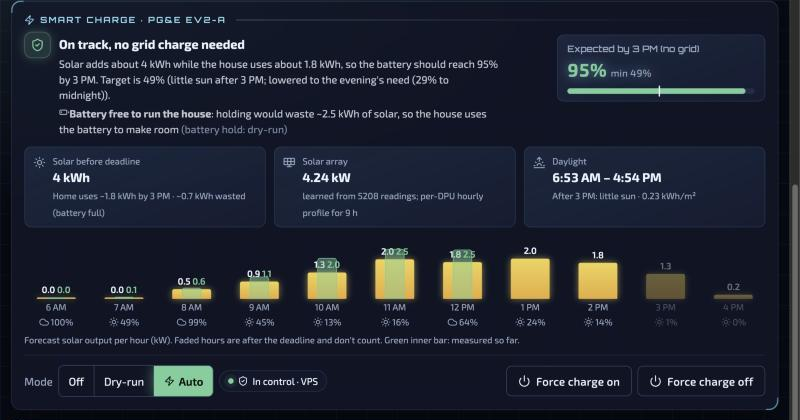 SMART CHARGE · PG&E EV2-A
On track, no grid charge needed
Solar adds about 4 kWh while the house uses about 1.8 kWh, so the battery should reach 95%
by 3 PM. Target is 49% (little sun after 3 PM; lowered to the evening's need (29% to
midnight)).
Battery free to run the house: holding would waste ~2.5 kWh of solar, so the house uses
the battery to make room (battery hold: dry-run)
Expected by 3 PM (no grid)
95% min 49%
Solar before deadline
4 kWh
Home uses ~1.8 kWh by 3 PM · ~0.7 kWh wasted
(battery full)
Solar array
4.24 kW
learned from 5208 readings; per-DPU hourly
profile for 9 h
Daylight
6:53 AM – 4:54 PM
After 3 PM: little sun · 0.23 kWh/m²
0.0 0.0 0.0 0.1 0.5 0.6 0.9 1.1 1.3 2.0 2.0 2.5 1.8 2.5 2.0 1.8 1.3 0.2
6 AM 7 AM 8 AM 9 AM 10 AM 11 AM 12 PM 1 PM 2 PM 3 PM 4 PM
100% 49% 99% 45% 13% 16% 64% 24% 14% 1% 0%
Forecast solar output per hour (kW). Faded hours are after the deadline and don't count. Green inner bar: measured so far.
Mode Off Dry-run Auto In control · VPS Force charge on Force charge off